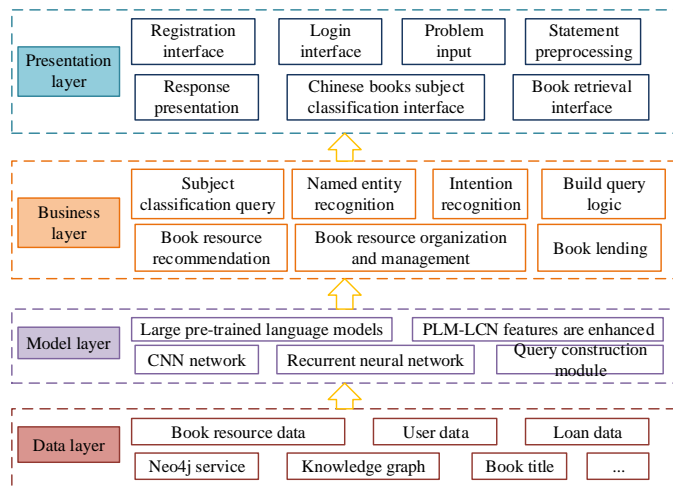 Presentation
layer
Registration
interface
Login
interface
Problem
input
Statement
preprocessing
Response
presentation
Chinese books subject
classification interface
Book retrieval
interface
Business
layer
Subject
classification query
Named entity
recognition
Intention
recognition
Build query
logic
Book resource
recommendation
Book resource organization
and management
Book lending
Model layer
Large pre-trained language models
PLM-LCN features are enhanced
CNN network
Recurrent neural network
Query construction
module
Data layer
Book resource data
User data
Loan data
Neo4j service
Knowledge graph
Book title
...